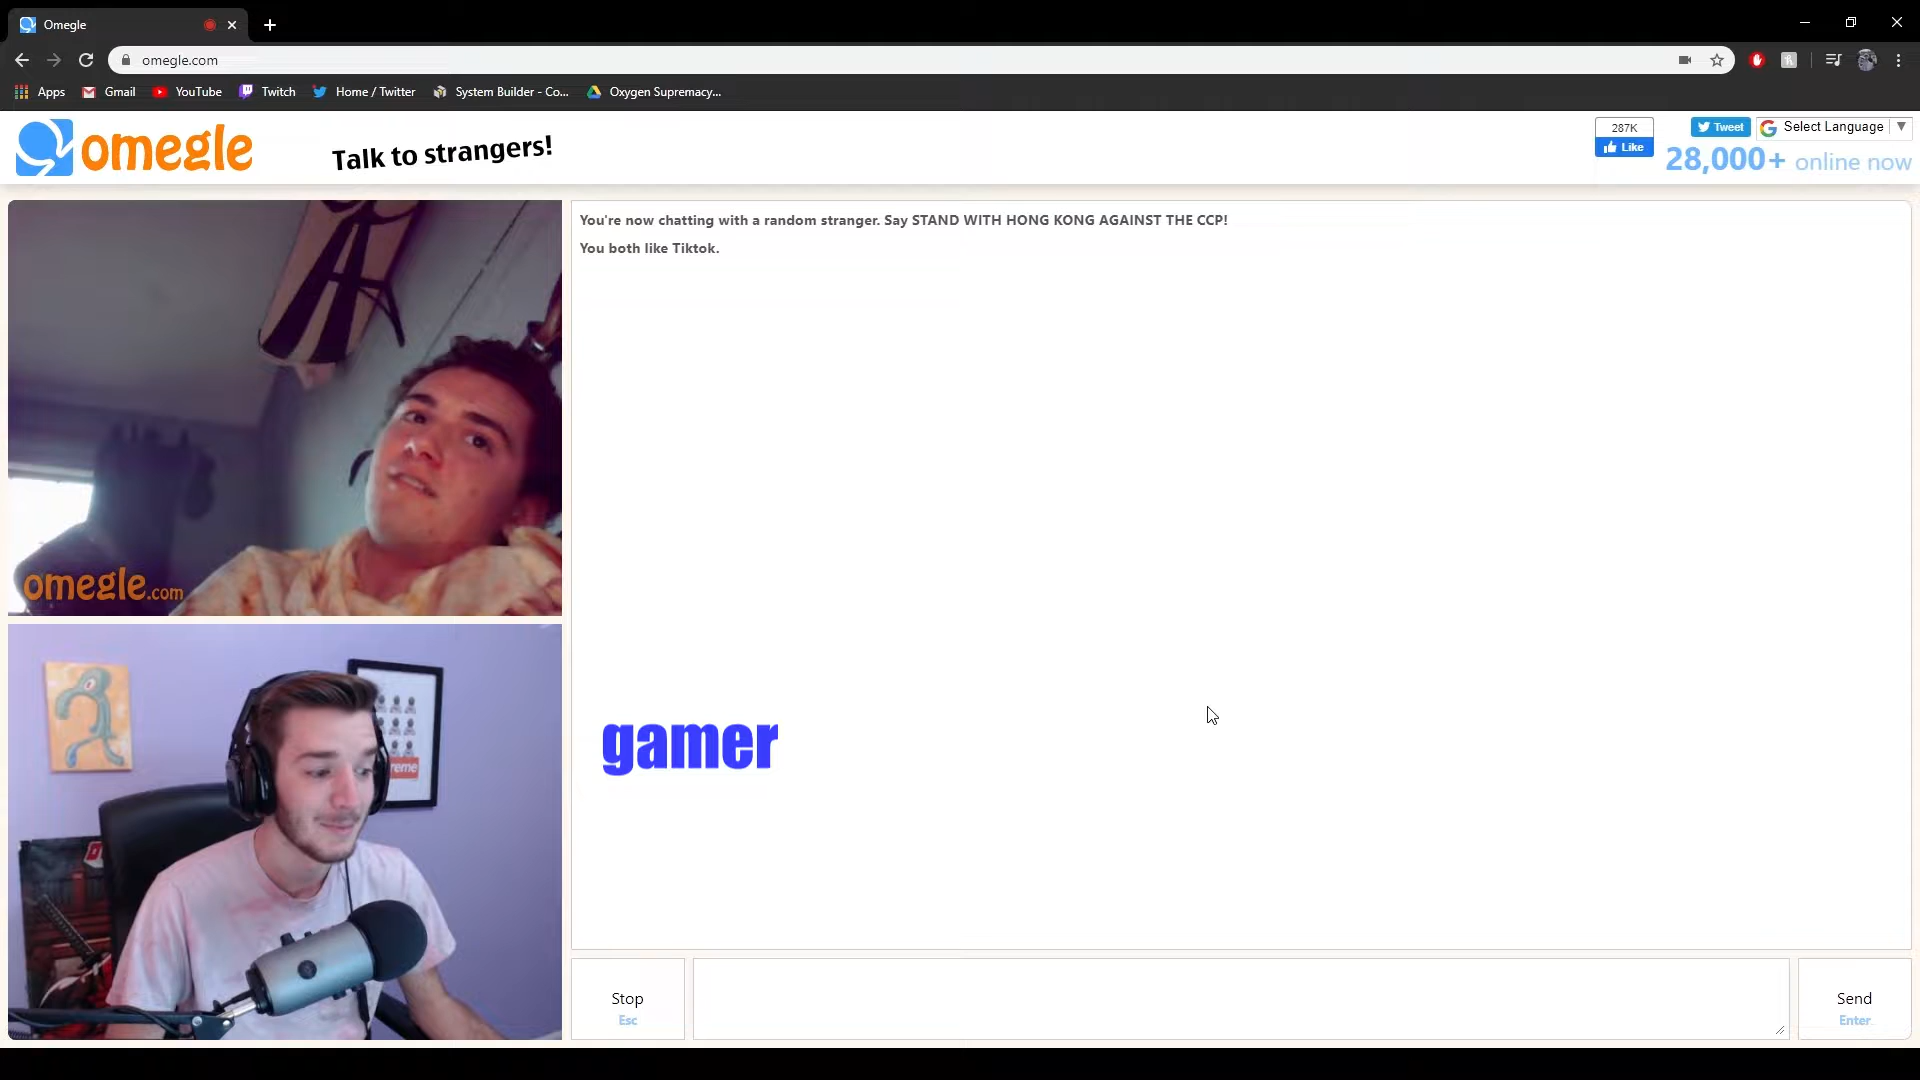 Omegle
omegle.com
Apps
Gmail
YouTube
Twitch
Home / Twitter
System Builder - Co...
Oxygen Supremacy...
omegle
Talk to strangers!
287K
Like
Tweet
Select Language
28,000+ online now
You're now chatting with a random stranger. Say STAND WITH HONG KONG AGAINST THE CCP!
You both like Tiktok.
omegle.com
reme
gamer
Stop
Esc
Send
Enter